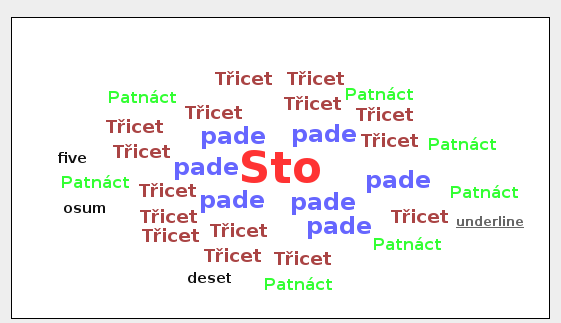 Třicet Třicet
Patnáct Třicet Patnáct
Třicet Třicet
Třicet pade pade Třicet Patnáct
five Třicet pade Sto
Patnáct Třicet pade Patnáct
osum pade pade
Třicet Třicet underline
Třicet Třicet pade
Patnáct
Třicet Třicet
deset Patnáct